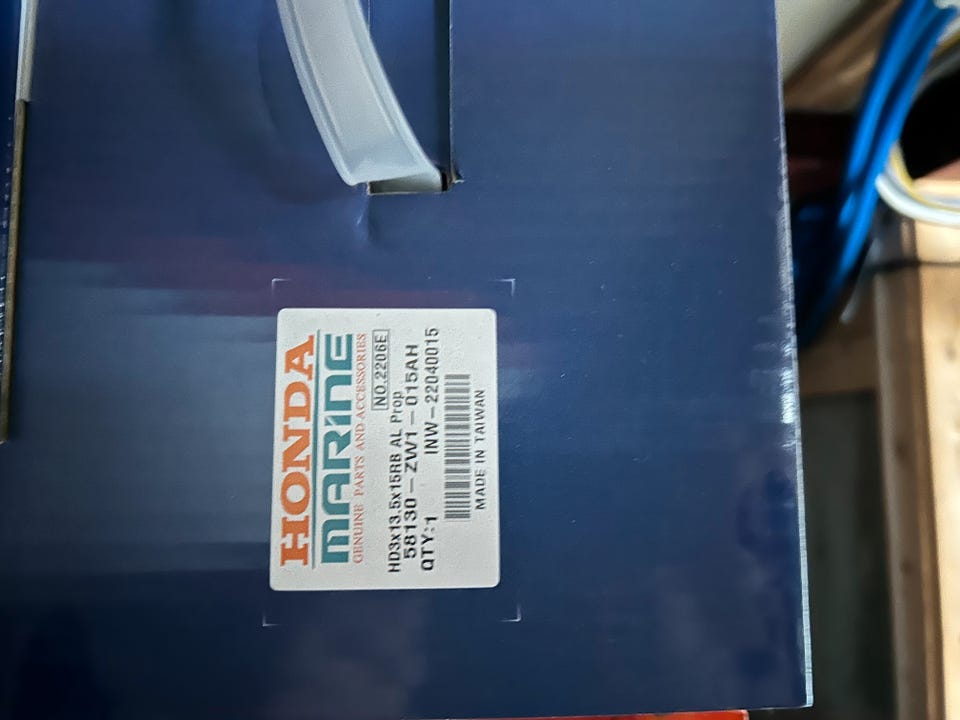 HONDA
MARINE
GENUINE PARTS AND ACCESSORIES
NO.2206E
HD3x13.5x15RB AL Prop
58130-ZW1-015AH
QTY:1 INW-22040015
MADE IN TAIWAN